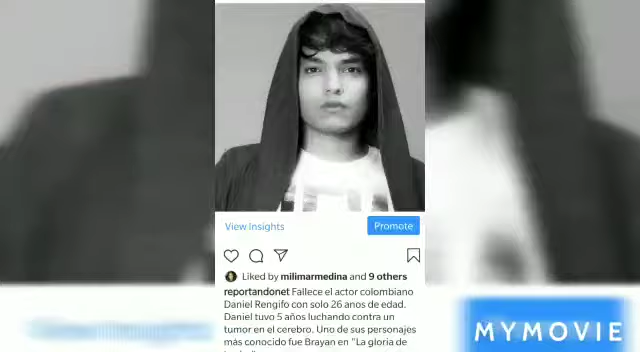 View Insights
Promote
Liked by milimarmedina and 9 others
reportandonet Fallece el actor colombiano
Daniel Rengifo con solo 26 anos de edad.
Daniel tuvo 5 años luchando contra un
tumor en el cerebro. Uno de sus personajes
más conocido fue Brayan en "La gloria de
MYMOVIE